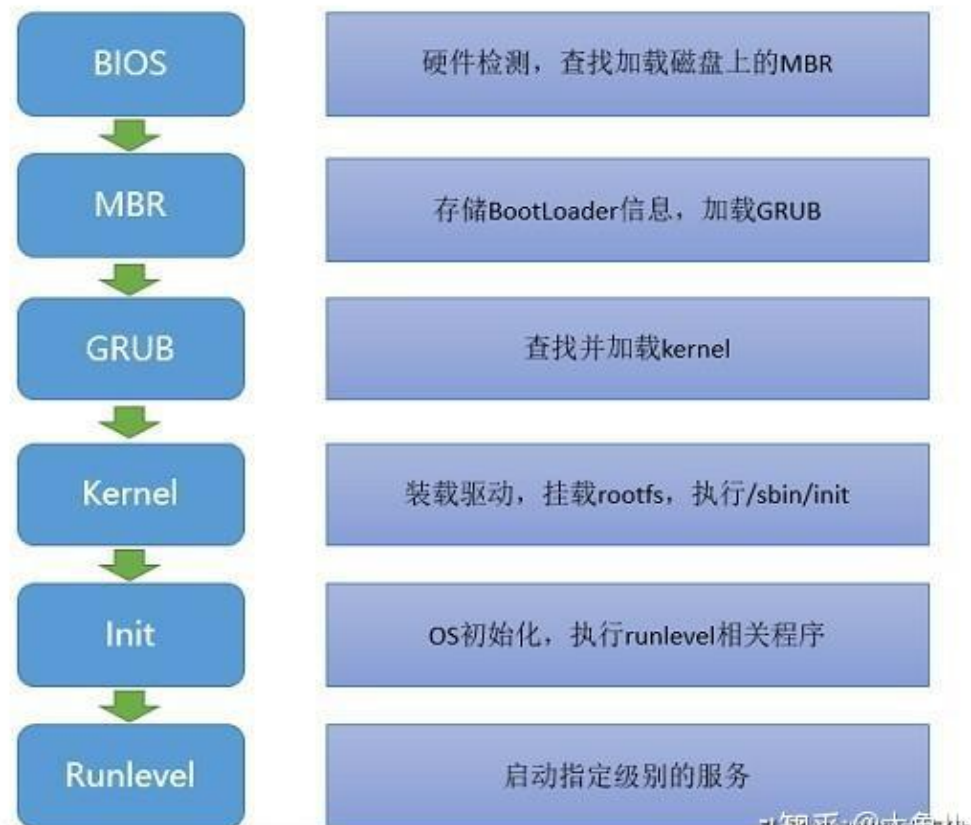 BIOS
硬件检测，查找加载磁盘上的MBR
MBR
存储BootLoader信息，加载GRUB
GRUB
查找并加载kernel
Kernel
装载驱动，挂载rootfs，执行/sbin/init
Init
OS初始化，执行runlevel相关程序
Runlevel
启动指定级别的服务
知乎